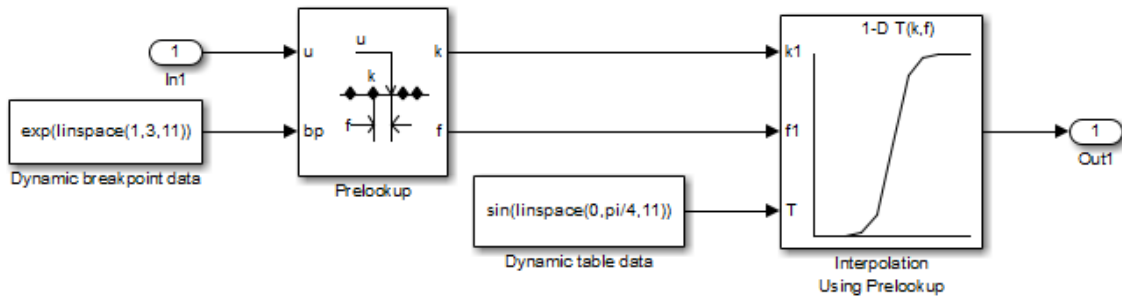 1
In1
exp(linspace(1,3,11))
Dynamic breakpoint data
u
bp
u
k
f
k
f
Prelookup
sin(linspace(0,pi/4,11))
Dynamic table data
1-D T(k,f)
k1
f1
T
Interpolation
Using Prelookup
1
Out1